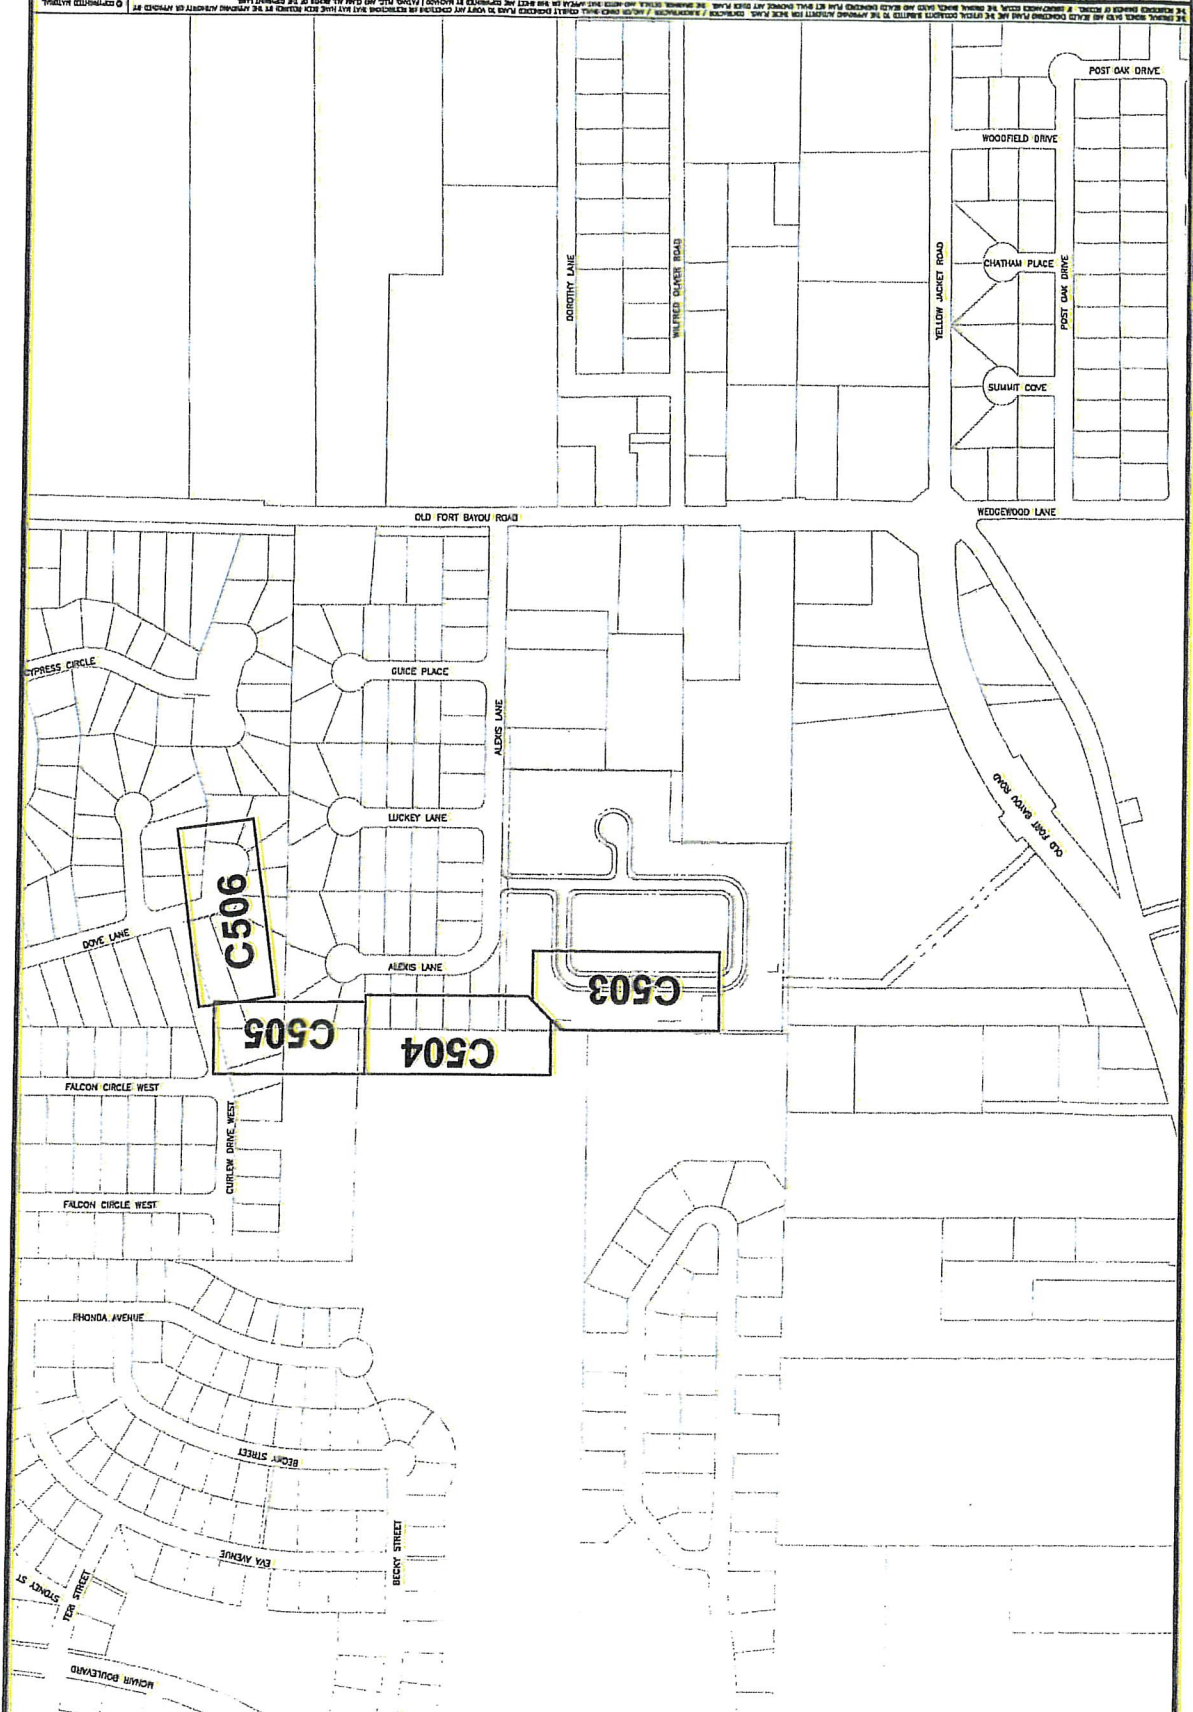 POST OAK DRIVE
WOODFIELD DRIVE
CHATHAM PLACE
POST OAK DRIVE
YELLOW JACKET ROAD
SUMMIT COVE
DOROTHY LANE
WILFRED OLIVER ROAD
OLD FORT BAYOU ROAD
WEDGEWOOD LANE
CYPRESS CIRCLE
GUICE PLACE
ALEXIS LANE
OLD FORT BAYOU ROAD
LUCKEY LANE
DOVE LANE
C506
ALEXIS LANE
C503
C505
C504
FALCON CIRCLE WEST
CURLEW DRIVE WEST
FALCON CIRCLE WEST
RHONDA AVENUE
BECKY STREET
BECKY STREET
EVA AVENUE
SYDNEY ST
TERI STREET
MCNAIR BOULEVARD